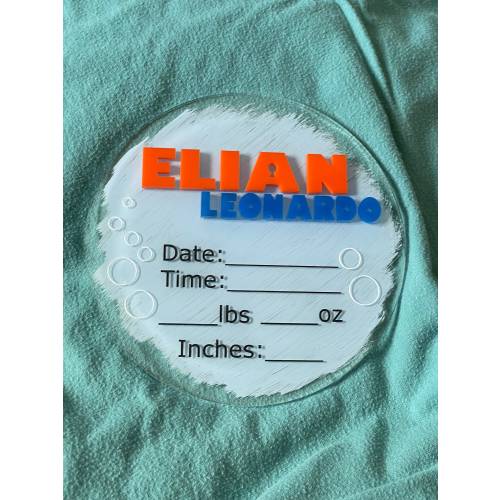 ELIAN
LEONARDO
Date:__________
Time:__________
_____lbs _____oz
Inches:_____